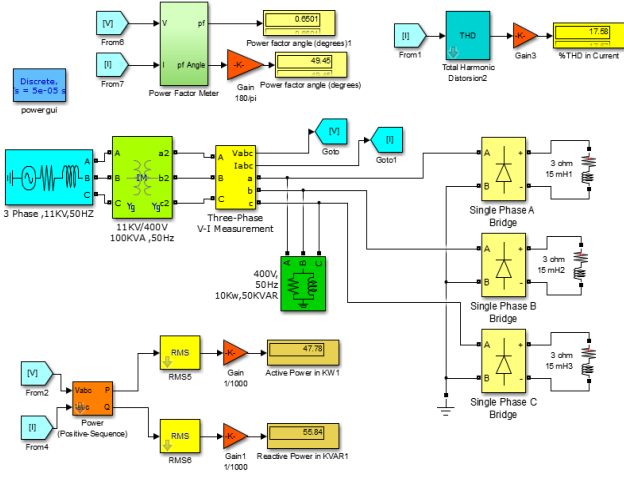 [V]
From6
V
pf
0.6501
Power factor angle (degrees)1
[I]
From7
I
pf Angle
Power Factor Meter
-K-
Gain
180/pi
49.45
Power factor angle (degrees)
[I]
From1
THD
Total Harmonic
Distorsion2
-K-
Gain3
17.58
%THD in Current
Discrete,
s = 5e-05 s
powergui
A
B
C
3 Phase ,11KV,50HZ
A
B
C
IM
a2
b2
c2
Yg
Yg
11KV/400V
100KVA ,50Hz
A
B
C
Vabc
Iabc
a
b
c
Three-Phase
V-I Measurement
[V]
Goto
[I]
Goto1
A
B
C
400V,
50Hz
10Kw,50KVAR
A
B
+
-
Single Phase A
Bridge
3 ohm
15 mH1
A
B
+
-
Single Phase B
Bridge
3 ohm
15 mH2
A
B
+
-
Single Phase C
Bridge
3 ohm
15 mH3
[V]
From2
[I]
From4
Vabc
P
Q
Power
(Positive-Sequence)
RMS
RMS5
-K-
Gain
1/1000
47.78
Active Power in KW1
RMS
RMS6
-K-
Gain1
1/1000
55.84
Reactive Power in KVAR1